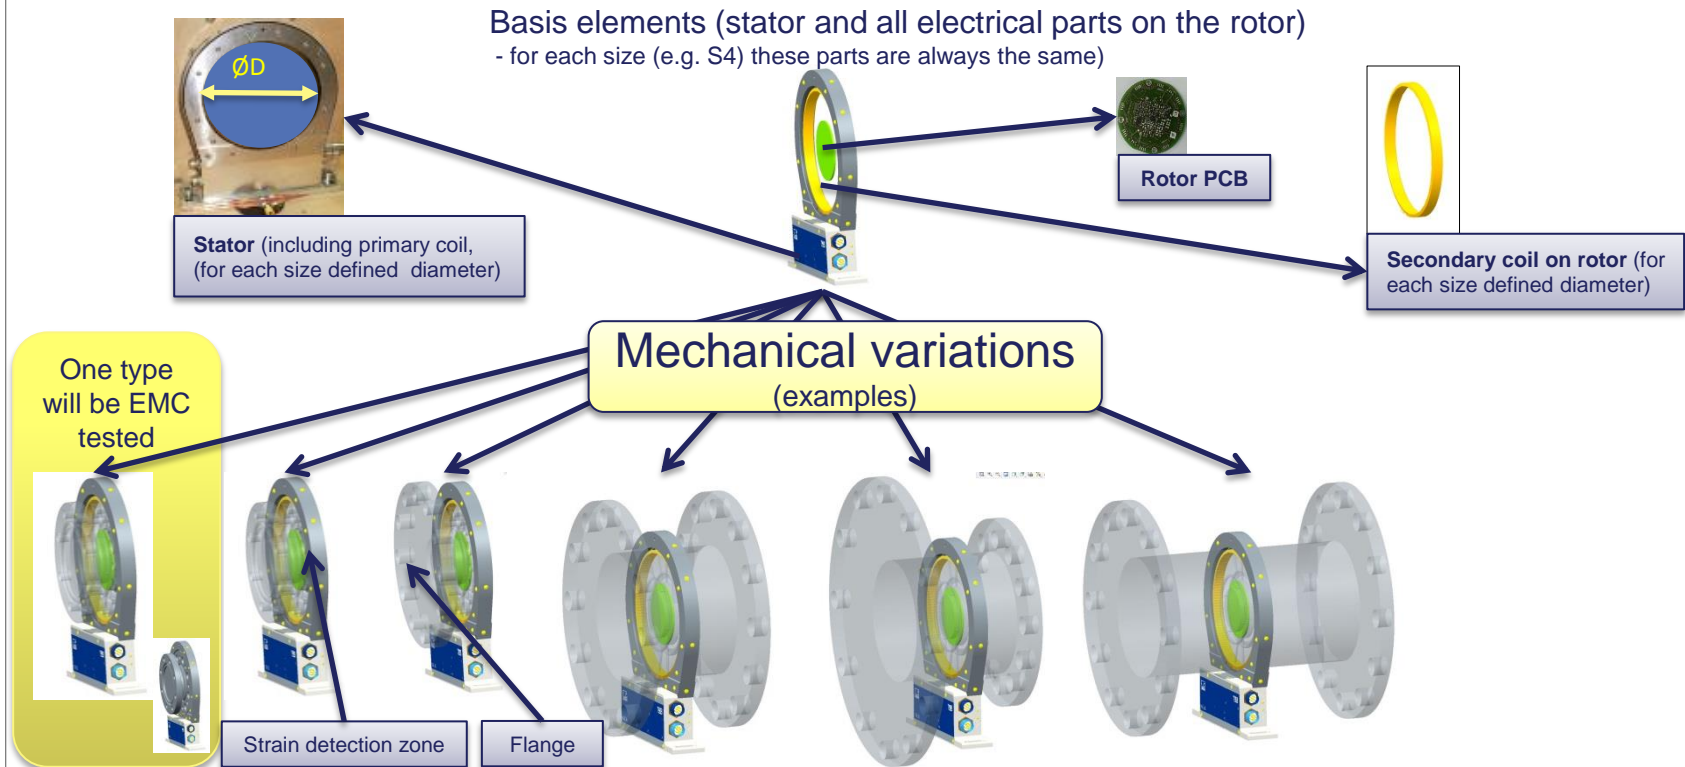 Basis elements (stator and all electrical parts on the rotor)
- for each size (e.g. S4) these parts are always the same)
ØD
Rotor PCB
Stator (including primary coil,
(for each size defined diameter)
Secondary coil on rotor (for
each size defined diameter)
Mechanical variations
(examples)
One type
will be EMC
tested
Strain detection zone
Flange